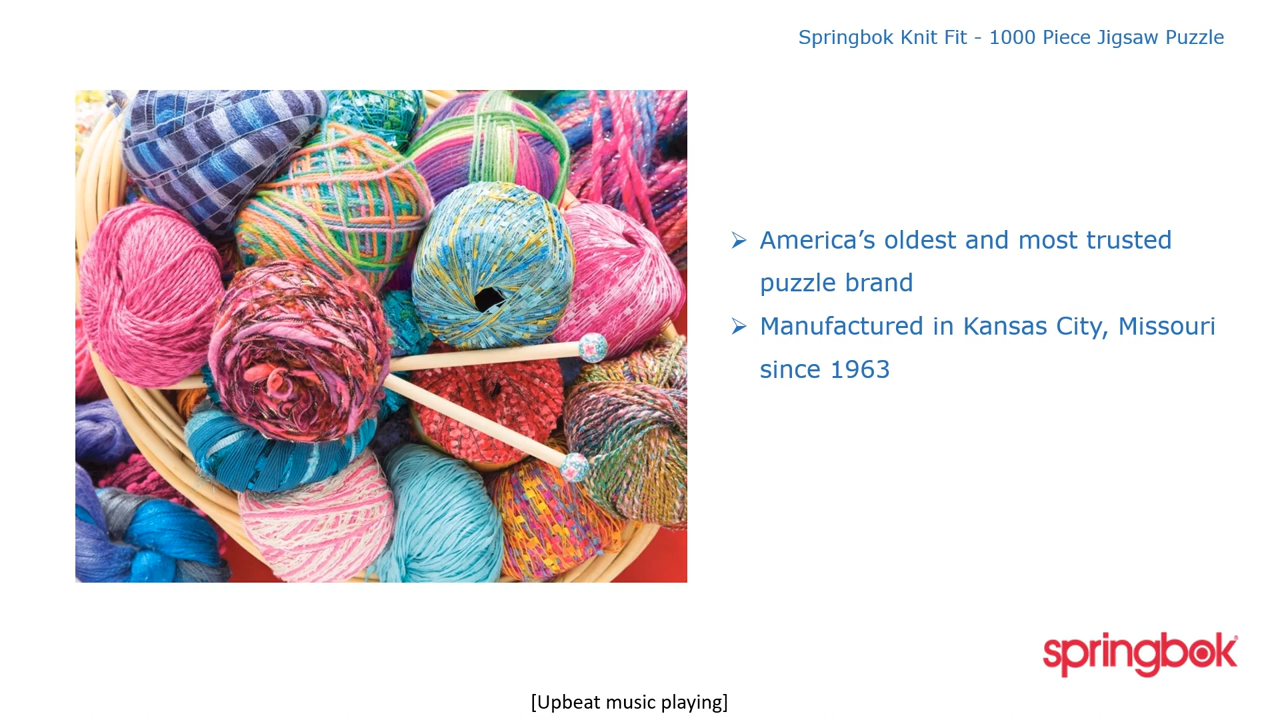 Springbok Knit Fit - 1000 Piece Jigsaw Puzzle
➢ America’s oldest and most trusted
puzzle brand
➢ Manufactured in Kansas City, Missouri
since 1963
springbok®
[Upbeat music playing]